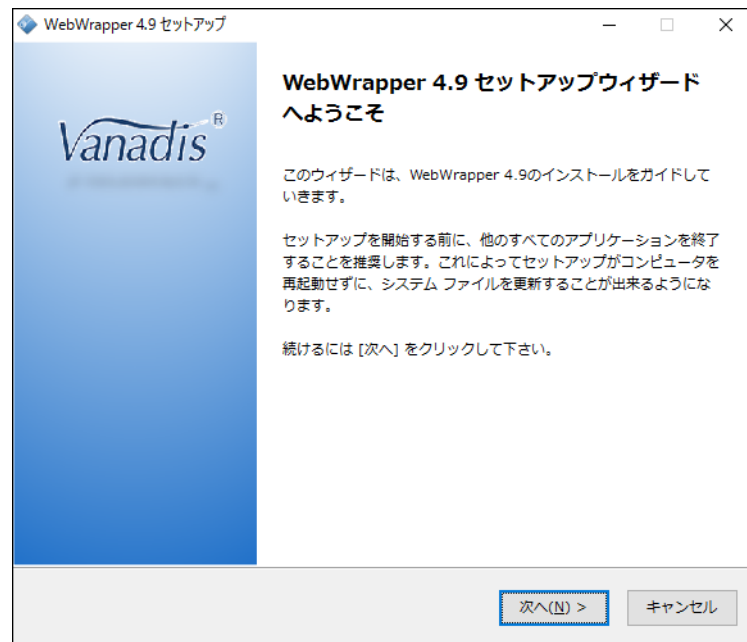 WebWrapper 4.9 セットアップ
Vanadis®
WebWrapper 4.9 セットアップウィザード
へようこそ
このウィザードは、WebWrapper 4.9のインストールをガイドして
いきます。
セットアップを開始する前に、他のすべてのアプリケーションを終了
することを推奨します。これによってセットアップがコンピュータを
再起動せずに、システム ファイルを更新することが出来るようにな
ります。
続けるには [次へ] をクリックして下さい。
次へ(N) >
キャンセル